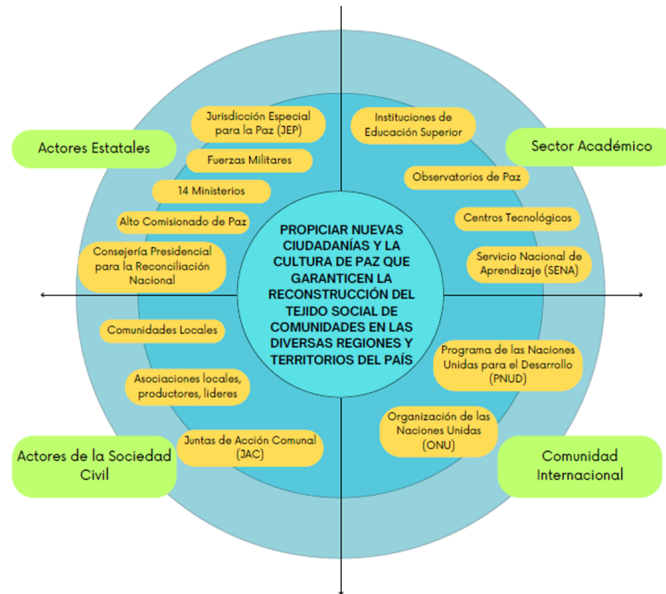 Actores Estatales
Jurisdicción Especial
para la Paz (JEP)
Fuerzas Militares
14 Ministerios
Alto Comisionado de Paz
Consejería Presidencial
para la Reconciliación
Nacional
Instituciones de
Educación Superior
Sector Académico
Observatorios de Paz
Centros Tecnológicos
Servicio Nacional de
Aprendizaje (SENA)
PROPICIAR NUEVAS
CIUDADANÍAS Y LA
CULTURA DE PAZ QUE
GARANTICEN LA
RECONSTRUCCIÓN DEL
TEJIDO SOCIAL DE
COMUNIDADES EN LAS
DIVERSAS REGIONES Y
TERRITORIOS DEL PAÍS
Comunidades Locales
Asociaciones locales,
productores, lideres
Juntas de Acción Comunal
(JAC)
Actores de la Sociedad
Civil
Programa de las Naciones
Unidas para el Desarrollo
(PNUD)
Organización de las
Naciones Unidas
(ONU)
Comunidad
Internacional